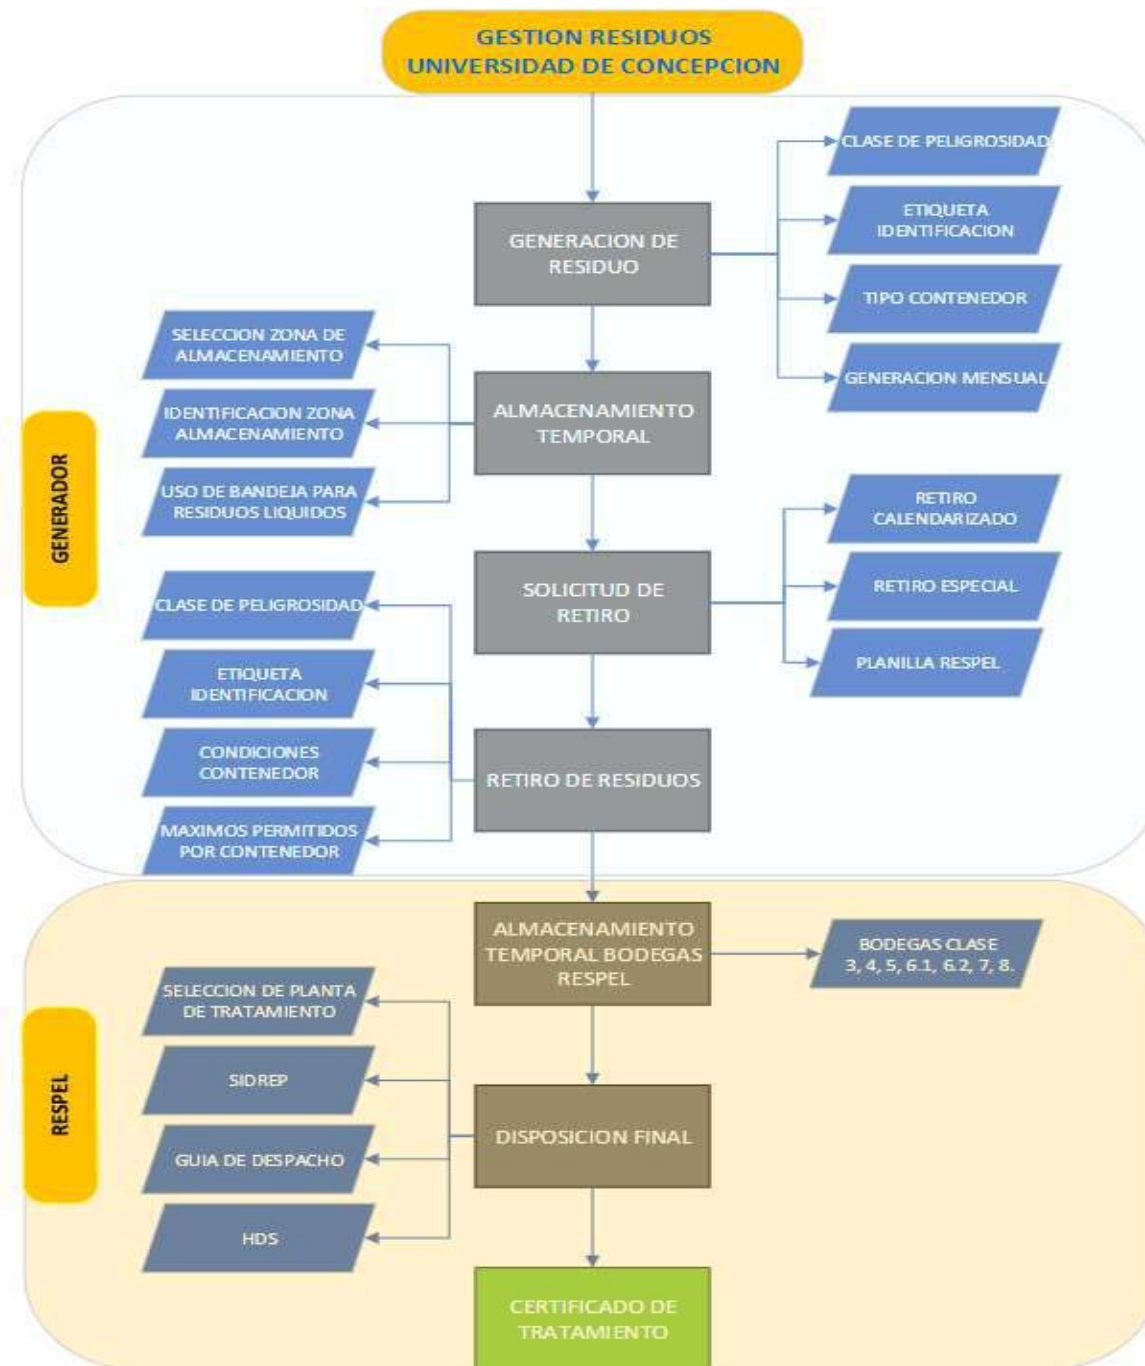 GESTION RESIDUOS
UNIVERSIDAD DE CONCEPCION
GENERADOR
GENERACION DE
RESIDUO
CLASE DE PELIGROSIDAD
ETIQUETA
IDENTIFICACION
TIPO CONTENEDOR
GENERACION MENSUAL
ALMACENAMIENTO
TEMPORAL
SELECCION ZONA DE
ALMACENAMIENTO
IDENTIFICACION ZONA
ALMACENAMIENTO
USO DE BANDEJA PARA
RESIDUOS LIQUIDOS
SOLICITUD DE
RETIRO
RETIRO
CALENDARIZADO
RETIRO ESPECIAL
PLANILLA RESPEL
RETIRO DE RESIDUOS
CLASE DE PELIGROSIDAD
ETIQUETA
IDENTIFICACION
CONDICIONES
CONTENEDOR
MAXIMOS PERMITIDOS
POR CONTENEDOR
RESPEL
ALMACENAMIENTO
TEMPORAL BODEGAS
RESPEL
BODEGAS CLASE
3, 4, 5, 6.1, 6.2, 7, 8.
DISPOSICION FINAL
SELECCION DE PLANTA
DE TRATAMIENTO
SIDREP
GUIA DE DESPACHO
HDS
CERTIFICADO DE
TRATAMIENTO